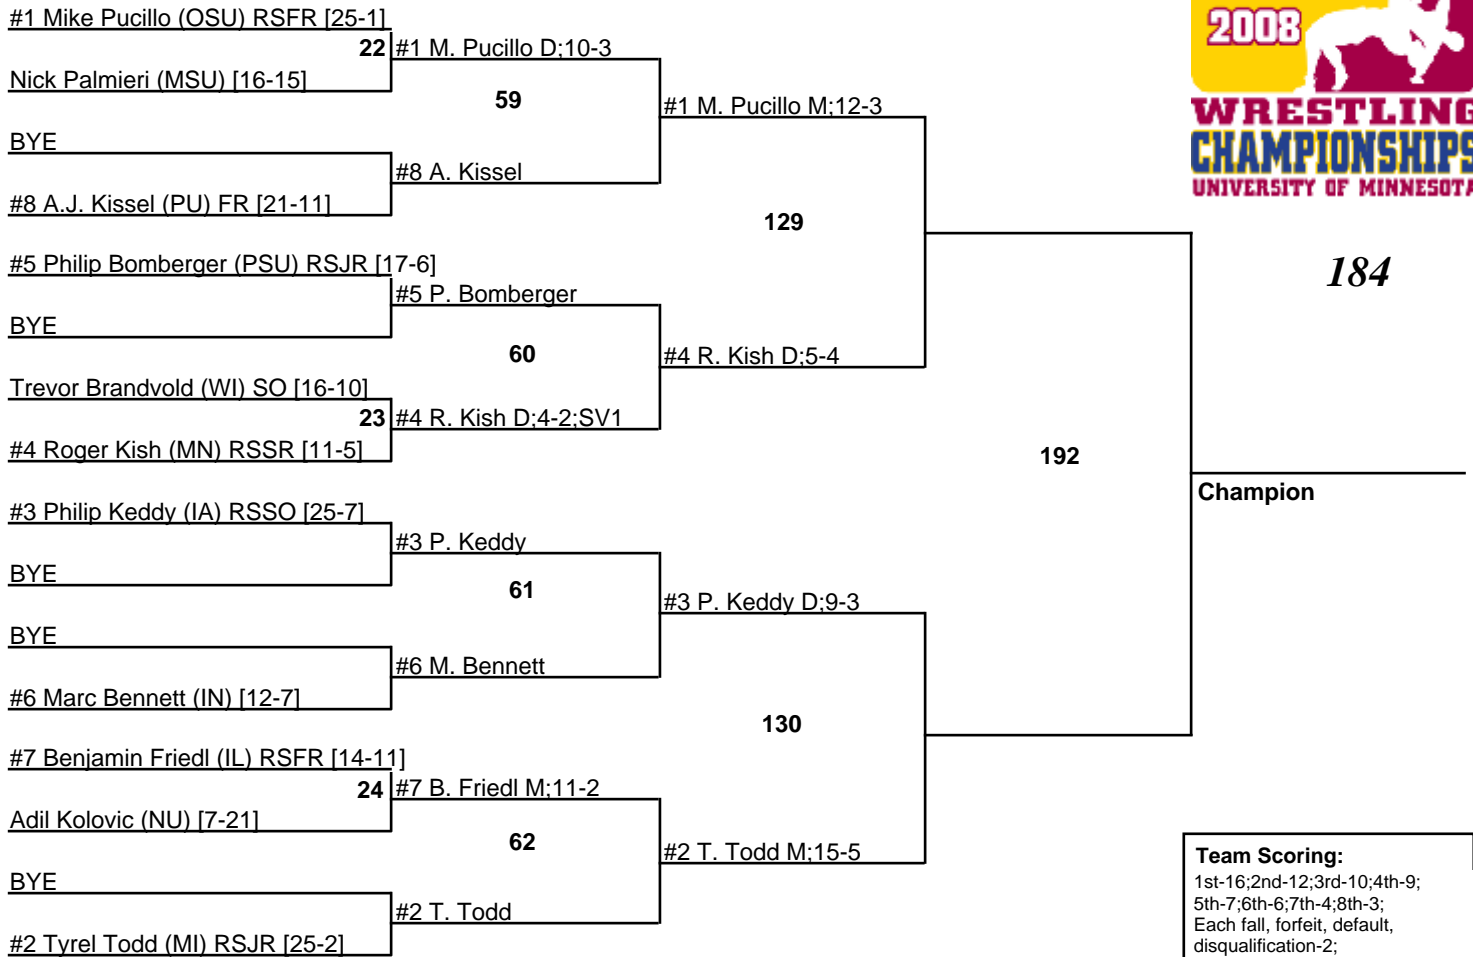 #1 Mike Pucillo (OSU) RSFR [25-1]
22 #1 M. Pucillo D;10-3
Nick Palmieri (MSU) [16-15]
59
#1 M. Pucillo M;12-3
BYE
#8 A. Kissel
#8 A.J. Kissel (PU) FR [21-11]
129
#5 Philip Bomberger (PSU) RSJR [17-6]
#5 P. Bomberger
BYE
60
#4 R. Kish D;5-4
Trevor Brandvold (WI) SO [16-10]
23 #4 R. Kish D;4-2;SV1
#4 Roger Kish (MN) RSSR [11-5]
192
Champion
#3 Philip Keddy (IA) RSSO [25-7]
#3 P. Keddy
BYE
61
#3 P. Keddy D;9-3
BYE
#6 M. Bennett
#6 Marc Bennett (IN) [12-7]
130
#7 Benjamin Friedl (IL) RSFR [14-11]
24 #7 B. Friedl M;11-2
Adil Kolovic (NU) [7-21]
62
#2 T. Todd M;15-5
BYE
#2 T. Todd
#2 Tyrel Todd (MI) RSJR [25-2]
2008
WRESTLING
CHAMPIONSHIPS
UNIVERSITY OF MINNESOTA
184
Team Scoring:
1st-16;2nd-12;3rd-10;4th-9;
5th-7;6th-6;7th-4;8th-3;
Each fall, forfeit, default,
disqualification-2;